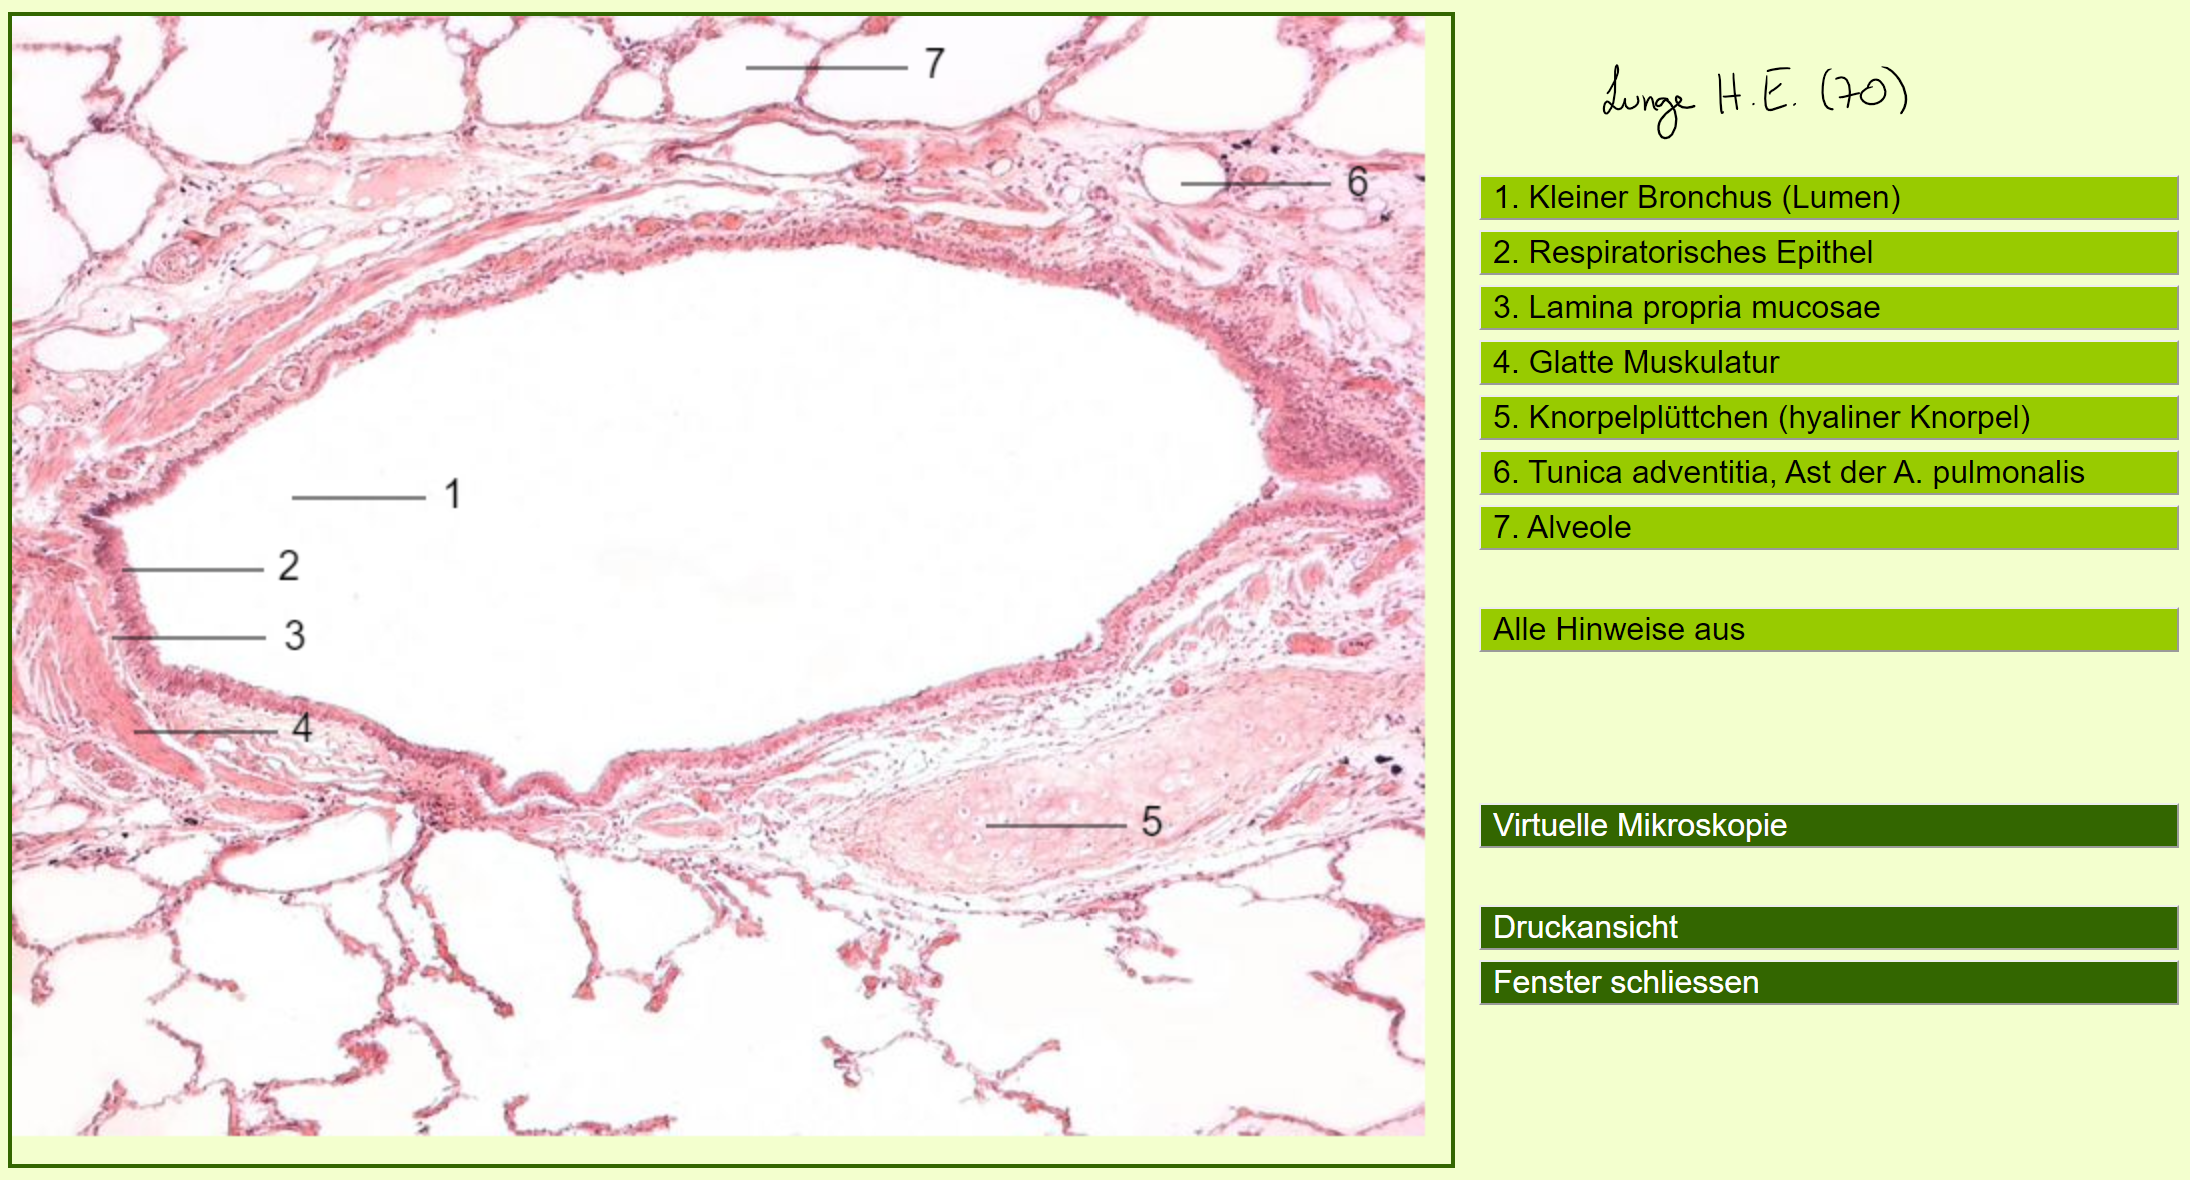 7
6
1
2
3
4
5
Lunge H.E. (70)
1. Kleiner Bronchus (Lumen)
2. Respiratorisches Epithel
3. Lamina propria mucosae
4. Glatte Muskulatur
5. Knorpelplüttchen (hyaliner Knorpel)
6. Tunica adventitia, Ast der A. pulmonalis
7. Alveole
Alle Hinweise aus
Virtuelle Mikroskopie
Druckansicht
Fenster schliessen